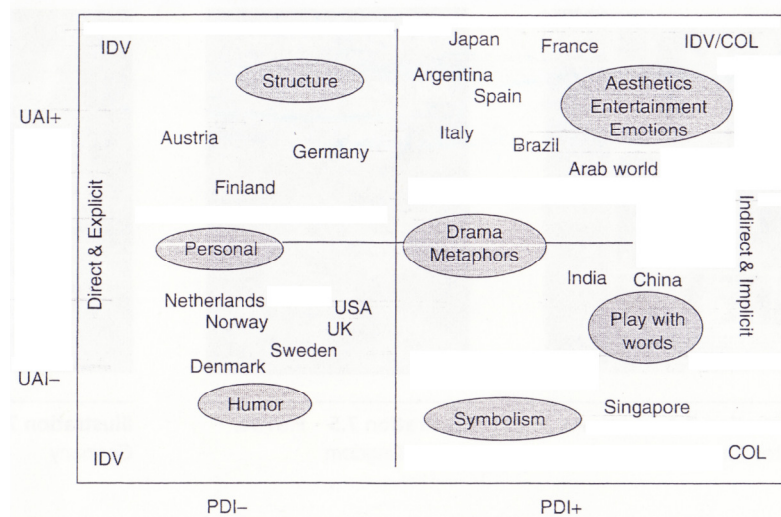 IDV
Japan
France
IDV/COL
Structure
Argentina
Spain
Aesthetics
Entertainment
Emotions
UAI+
Austria
Germany
Italy
Brazil
Finland
Arab world
Direct & Explicit
Personal
Drama
Metaphors
Indirect & Implicit
India
China
Netherlands
Norway
USA
UK
Play with
words
Sweden
Denmark
UAI–
Humor
Symbolism
Singapore
IDV
COL
PDI–
PDI+